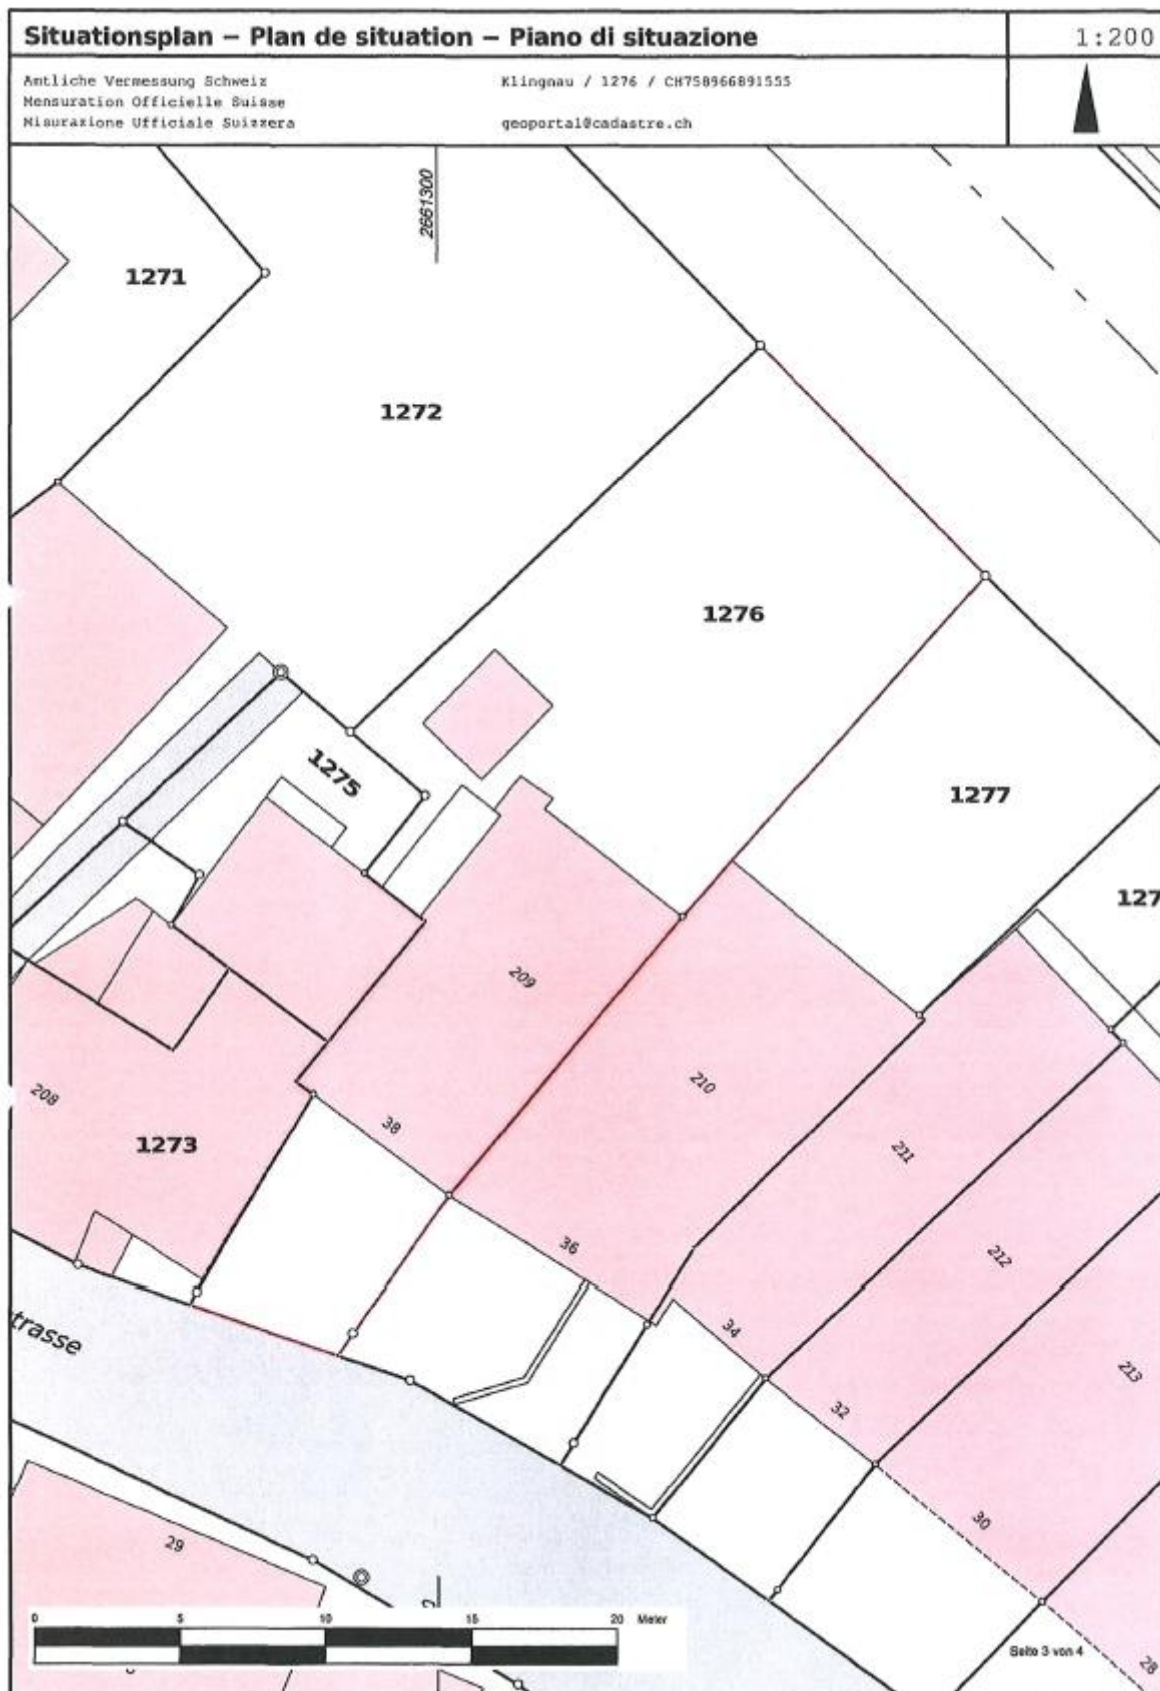 Situationsplan – Plan de situation – Piano di situazione
1:200
Amtliche Vermessung Schweiz
Mensuration Officielle Suisse
Misurazione Ufficiale Svizzera
Klingnau / 1276 / CH758966891555
geoportal@cadastre.ch
2661300
1271
1272
1276
1275
1277
127
209
210
208
38
1273
211
36
212
34
trasse
213
32
29
30
28
0 5 10 15 20 Meter
Seite 3 von 4